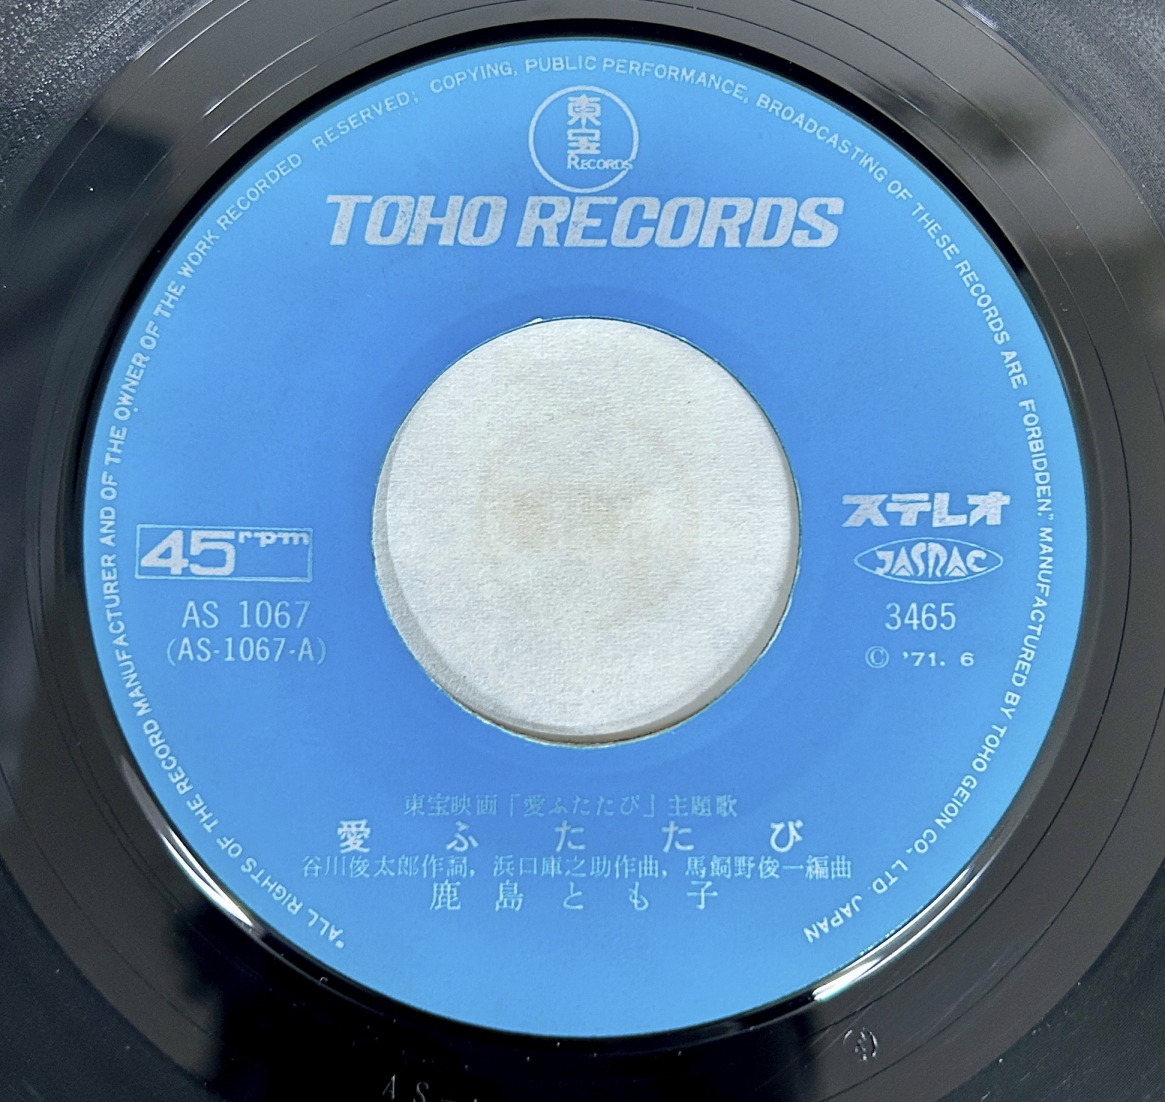 "ALL RIGHTS OF THE RECORD MANUFACTURER AND OF THE OWNER OF THE WORK RECORDED RESERVED; COPYING, PUBLIC PERFORMANCE, BROADCASTING OF THESE RECORDS ARE FORBIDDEN." MANUFACTURED BY TOHO GEION CO., LTD. JAPAN
東宝
RECORDS
TOHO RECORDS
45rpm
AS 1067
(AS-1067-A)
ステレオ
JASRAC
3465
© '71. 6
東宝映画「愛ふたたび」主題歌
愛ふたたび
谷川俊太郎作詞, 浜口庫之助作曲, 馬飼野俊一編曲
鹿島とも子